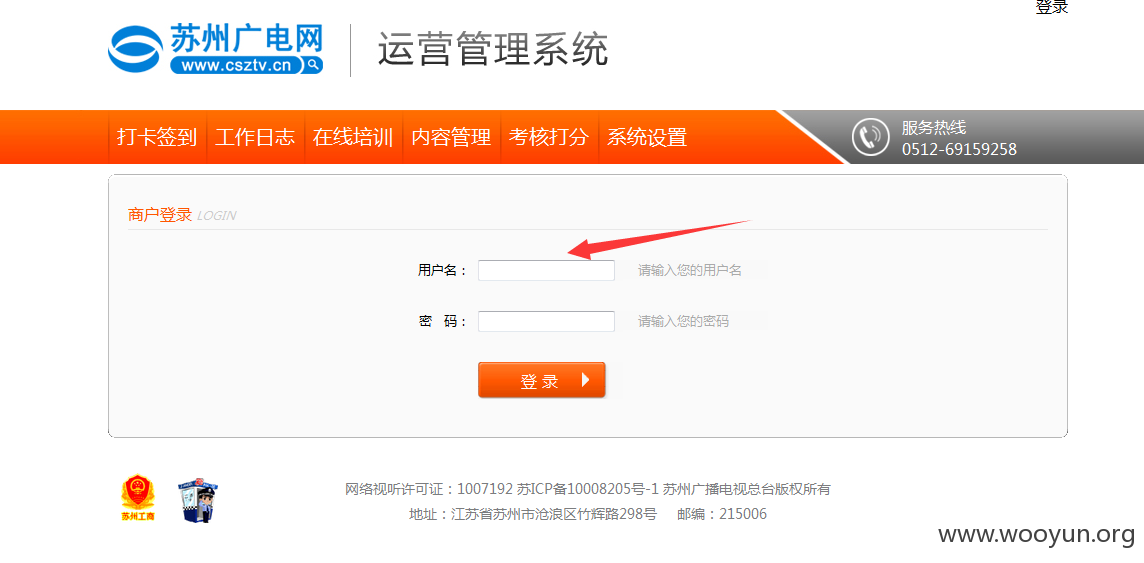 登录
苏州广电网
www.csztv.cn
运营管理系统
打卡签到 工作日志 在线培训 内容管理 考核打分 系统设置
服务热线
0512-69159258
商户登录 LOGIN
用户名： 请输入您的用户名
密 码： 请输入您的密码
登 录
苏州工商
网络视听许可证：1007192 苏ICP备10008205号-1 苏州广播电视总台版权所有
地址：江苏省苏州市沧浪区竹辉路298号 邮编：215006
www.wooyun.org